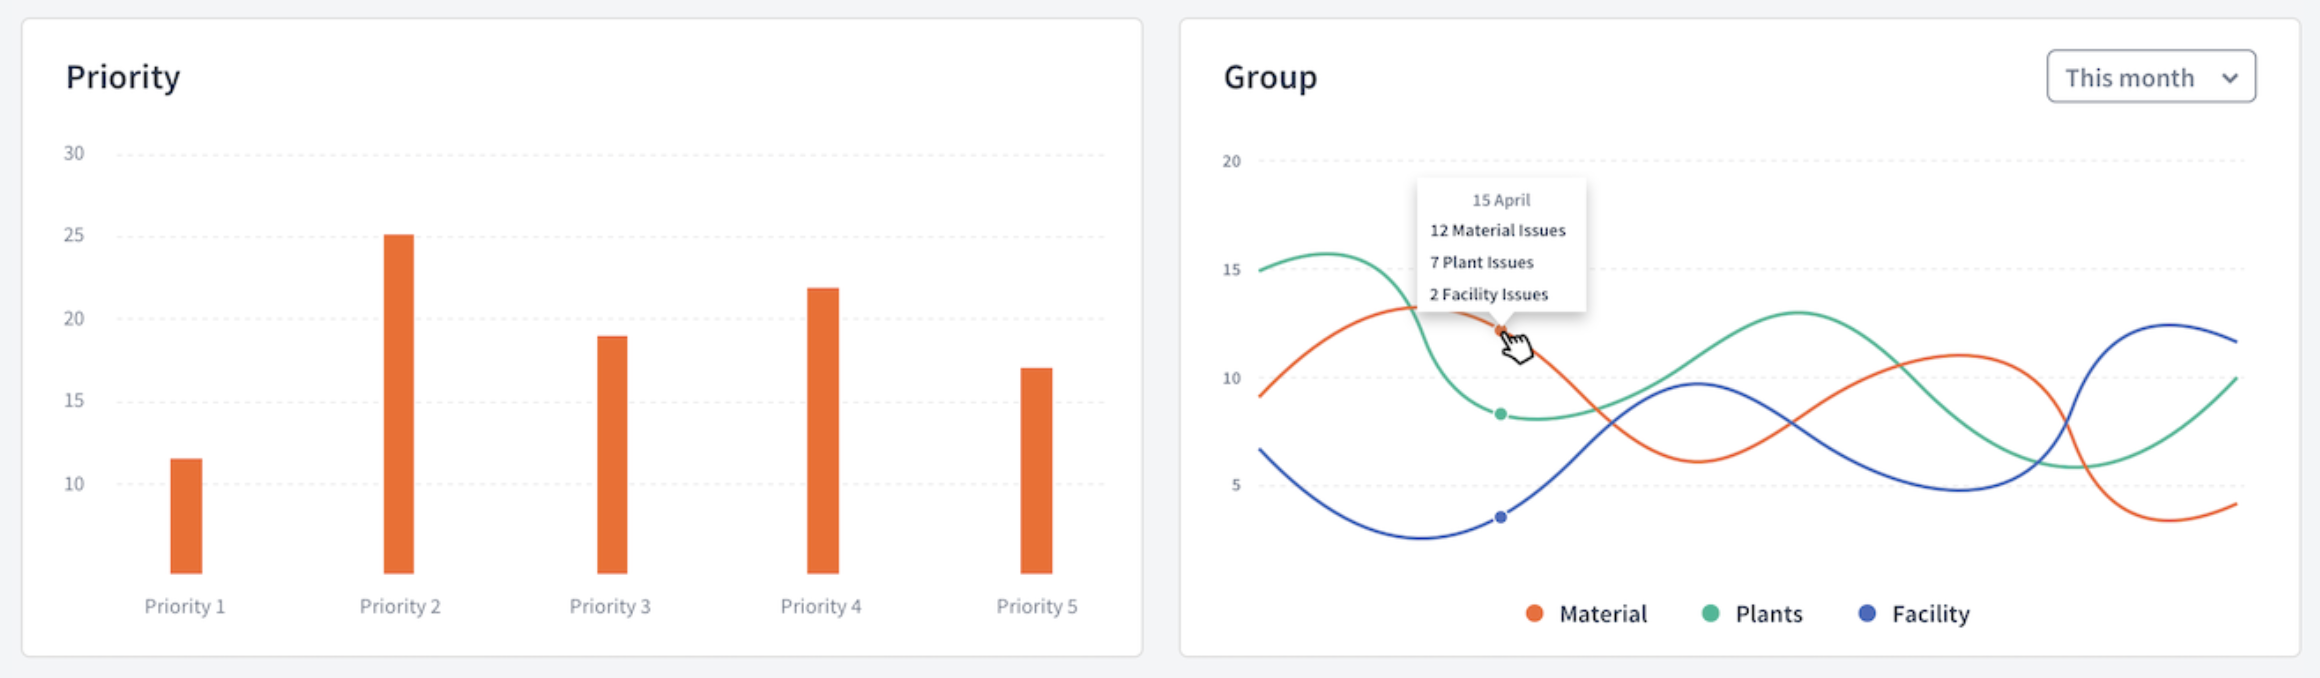 Priority
30
25
20
15
10
Priority 1
Priority 2
Priority 3
Priority 4
Priority 5
Group
This month
20
15
10
5
15 April
12 Material Issues
7 Plant Issues
2 Facility Issues
Material
Plants
Facility